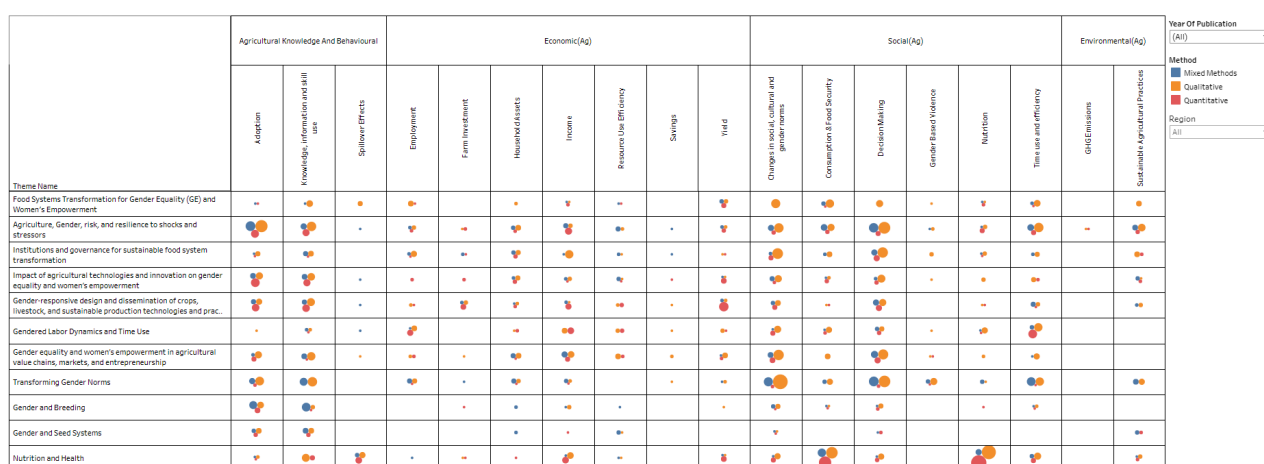 Year Of Publication
(All)
Agricultural Knowledge And Behavioural
Economic(Ag)
Social(Ag)
Environmental(Ag)
Method
Mixed Methods
Qualitative
Quantitative
Region
All
Adoption
Knowledge, information and skill
use
Spillover Effects
Employment
Farm Investment
Household Assets
Income
Resource Use Efficiency
Savings
Yield
Changes in social, cultural and
gender norms
Consumption & Food Security
Decision Making
Gender Based Violence
Nutrition
Time use and efficiency
GHG Emissions
Sustainable Agricultural Practices
Theme Name
Food Systems Transformation for Gender Equality (GE) and
Women's Empowerment
Agriculture, Gender, risk, and resilience to shocks and
stressors
Institutions and governance for sustainable food system
transformation
Impact of agricultural technologies and innovation on gender
equality and women's empowerment
Gender-responsive design and dissemination of crops,
livestock, and sustainable production technologies and prac..
Gendered Labor Dynamics and Time Use
Gender equality and women's empowerment in agricultural
value chains, markets, and entrepreneurship
Transforming Gender Norms
Gender and Breeding
Gender and Seed Systems
Nutrition and Health